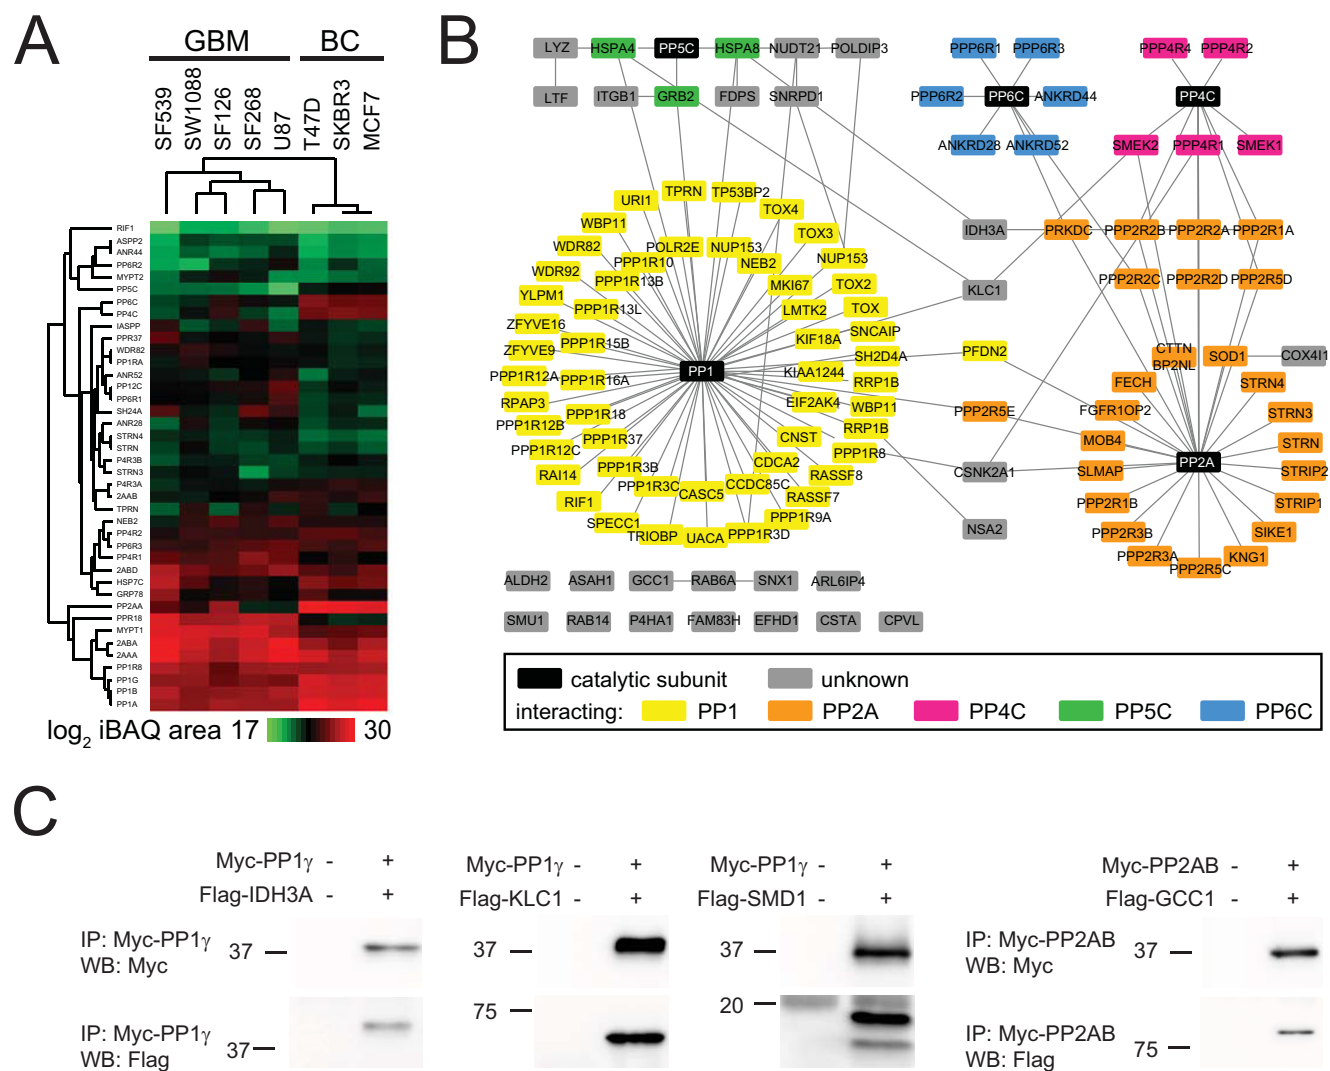 A
GBM
BC
SF539
SW1088
SF126
SF268
U87
T47D
SKBR3
MCF7
RIF1
ASPP2
ANR44
PP6R2
MYPT2
PP5C
PP6C
PP4C
IASPP
PPR37
WDR82
PP1RA
ANR52
PP12C
PP6R1
SH24A
ANR28
STRN4
STRN
P4R3B
STRN3
P4R3A
2AAB
TPRN
NEB2
PP4R2
PP6R3
PP4R1
2ABD
HSP7C
GRP78
PP2AA
PPR18
MYPT1
2ABA
2AAA
PP1R8
PP1G
PP1B
PP1A
log2 iBAQ area 17 30
B
LYZ HSPA4 PP5C HSPA8 NUDT21 POLDIP3
LTF ITGB1 GRB2 FDPS SNRPD1
PPP6R1 PPP6R3
PPP6R2 PP6C ANKRD44
ANKRD28 ANKRD52
PPP4R4 PPP4R2
PP4C
SMEK2 PPP4R1 SMEK1
TPRN TP53BP2
URI1 TOX4
WBP11 TOX3
WDR82 POLR2E NUP153 NUP153
PPP1R10 NEB2
WDR92 PPP1R13B MKI67 TOX2
YLPM1 PPP1R13L LMTK2 TOX
ZFYVE16 PPP1R15B KIF18A SNCAIP
ZFYVE9 SH2D4A
PPP1R12A PPP1R16A PP1 KIAA1244 RRP1B
RPAP3 PPP1R18 EIF2AK4 WBP11
PPP1R12B PPP1R37 CNST RRP1B
PPP1R12C PPP1R8
RAI14 PPP1R3B CDCA2 RASSF8
RIF1 PPP1R3C CASC5 CCDC85C RASSF7
SPECC1 PPP1R9A
TRIOBP UACA PPP1R3D
IDH3A PRKDC PPP2R2B PPP2R2A PPP2R1A
KLC1 PPP2R2C PPP2R2D PPP2R5D
PFDN2 CTTN BP2NL SOD1 COX4I1
FECH STRN4
PPP2R5E FGFR1OP2 STRN3
MOB4 STRN
CSNK2A1 SLMAP PP2A STRIP2
PPP2R1B STRIP1
NSA2 PPP2R3B SIKE1
PPP2R3A PPP2R5C KNG1
ALDH2 ASAH1 GCC1 RAB6A SNX1 ARL6IP4
SMU1 RAB14 P4HA1 FAM83H EFHD1 CSTA CPVL
catalytic subunit unknown
interacting: PP1 PP2A PP4C PP5C PP6C
C
Myc-PP1γ - +
Flag-IDH3A - +
IP: Myc-PP1γ
WB: Myc
37
IP: Myc-PP1γ
WB: Flag
37
Myc-PP1γ - +
Flag-KLC1 - +
37
75
Myc-PP1γ - +
Flag-SMD1 - +
37
20
Myc-PP2AB - +
Flag-GCC1 - +
IP: Myc-PP2AB
WB: Myc
37
IP: Myc-PP2AB
WB: Flag
75